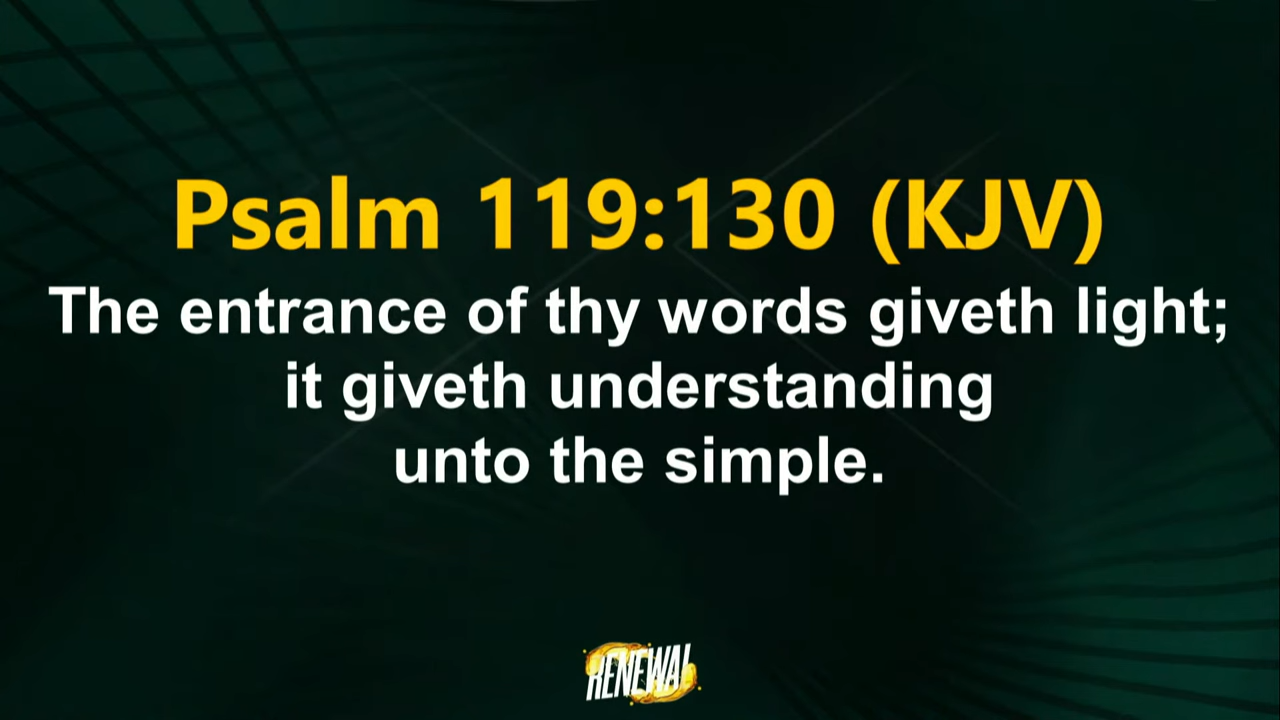 Psalm 119:130 (KJV)
The entrance of thy words giveth light;
it giveth understanding
unto the simple.
RENEWAL